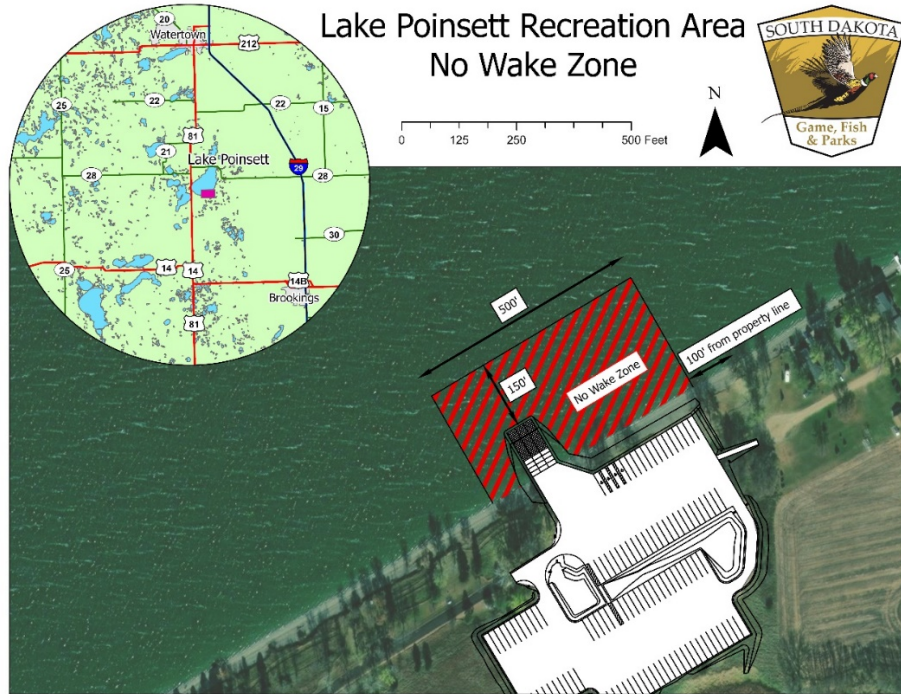 Lake Poinsett Recreation Area
No Wake Zone
0 125 250 500 Feet
N
SOUTH DAKOTA
Game, Fish
& Parks
20
Watertown
212
25
22
22
15
81
21
Lake Poinsett
28
29
28
30
25
14
14
14B
Brookings
81
500'
150'
No Wake Zone
100' from property line